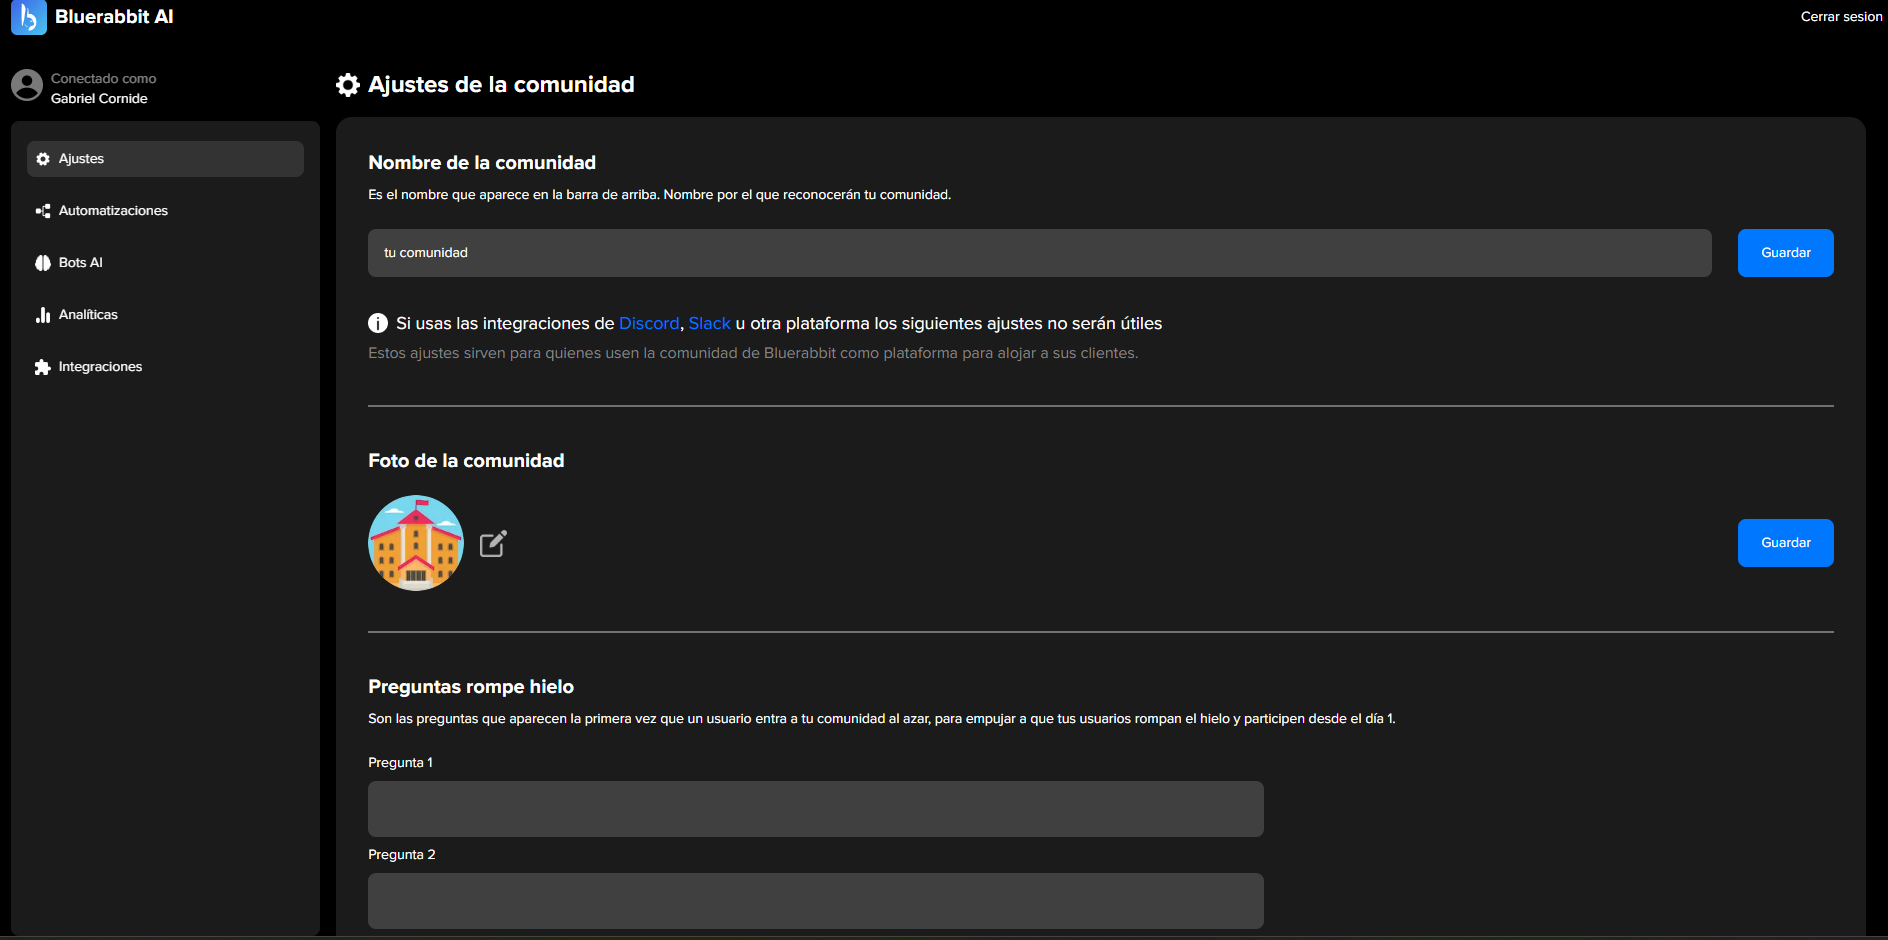 Bluerabbit AI
Cerrar sesion
Conectado como
Gabriel Cornide
Ajustes
Automatizaciones
Bots AI
Analíticas
Integraciones
Ajustes de la comunidad
Nombre de la comunidad
Es el nombre que aparece en la barra de arriba. Nombre por el que reconocerán tu comunidad.
tu comunidad
Guardar
Si usas las integraciones de Discord, Slack u otra plataforma los siguientes ajustes no serán útiles
Estos ajustes sirven para quienes usen la comunidad de Bluerabbit como plataforma para alojar a sus clientes.
Foto de la comunidad
Guardar
Preguntas rompe hielo
Son las preguntas que aparecen la primera vez que un usuario entra a tu comunidad al azar, para empujar a que tus usuarios rompan el hielo y participen desde el día 1.
Pregunta 1
Pregunta 2